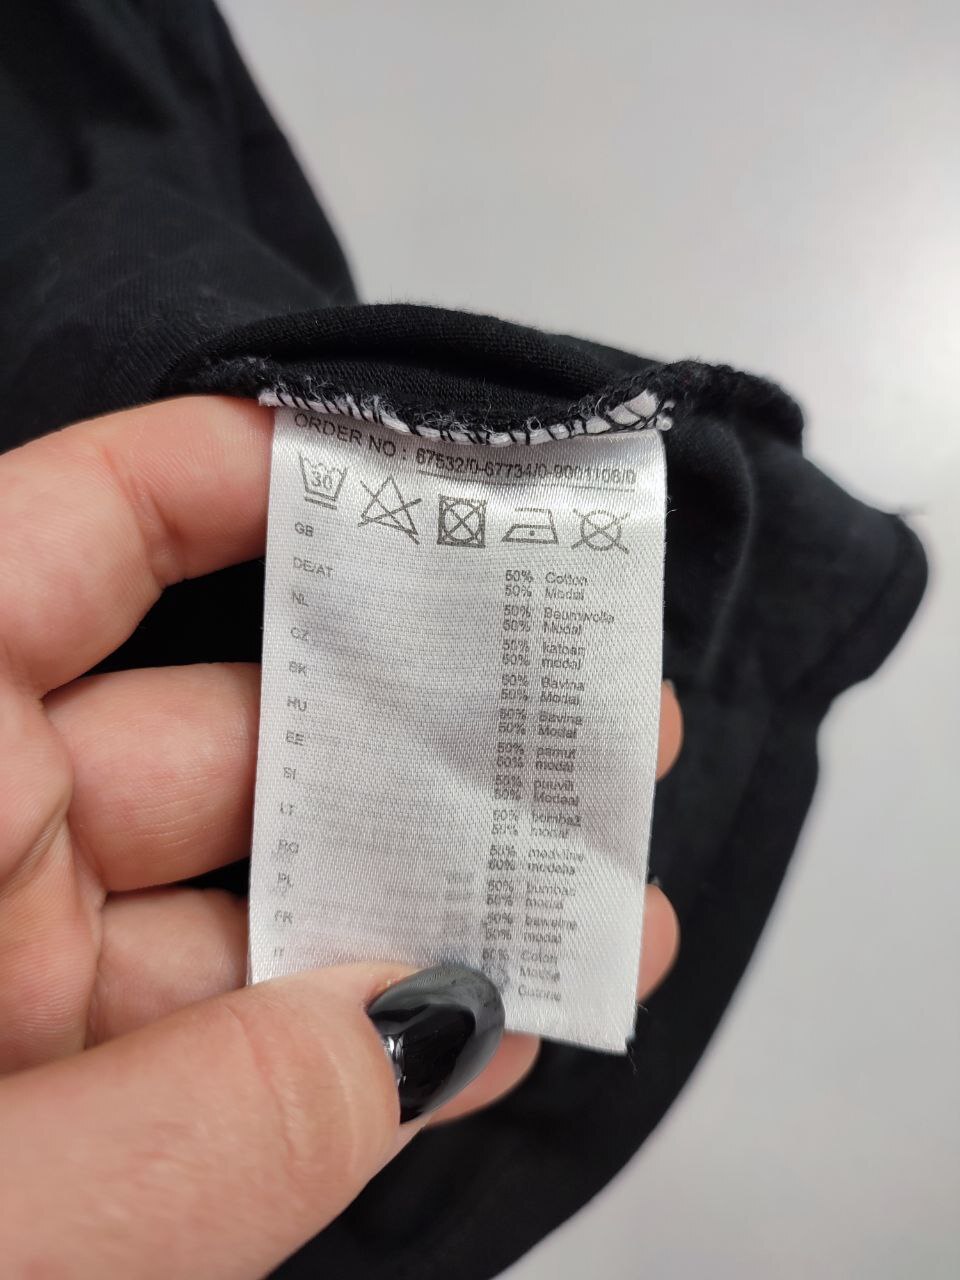 ORDER NO : 67532/0-67734/0-9904108/0
30
GB
50% Cotton
50% Modal
DE/AT
50% Baumwolle
50% Modal
NL
50% katoen
50% modal
CZ
50% Bavlna
50% Modal
SK
50% Bavlna
50% Modal
HU
50% pamut
50% modal
EE
50% puuvill
50% Modaal
SI
50% bombaž
50% modal
LT
50% medvilnė
50% modalis
RO
50% bumbac
50% modal
PL
50% bawełna
50% modal
FR
50% Coton
Modal
IT
Cotone